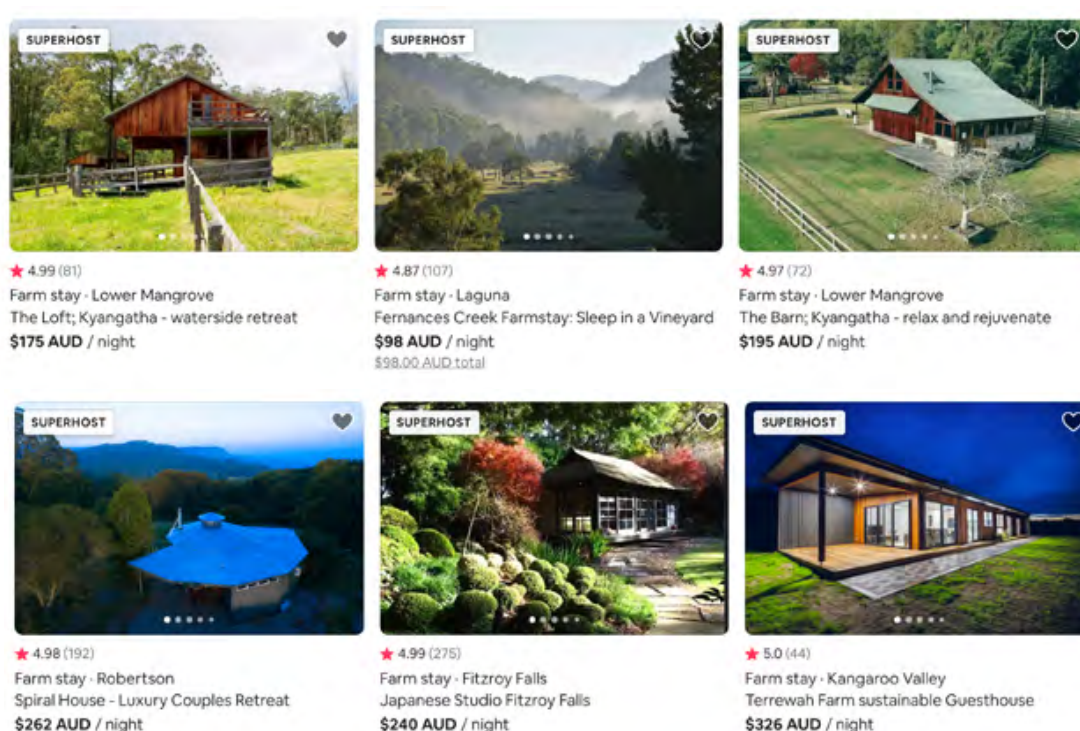 SUPERHOST
SUPERHOST
SUPERHOST
★ 4.99 (81)
Farm stay · Lower Mangrove
The Loft; Kyangatha - waterside retreat
$175 AUD / night
★ 4.87 (107)
Farm stay · Laguna
Fernances Creek Farmstay: Sleep in a Vineyard
$98 AUD / night
$98.00 AUD total
★ 4.97 (72)
Farm stay · Lower Mangrove
The Barn; Kyangatha - relax and rejuvenate
$195 AUD / night
SUPERHOST
SUPERHOST
SUPERHOST
★ 4.98 (192)
Farm stay · Robertson
Spiral House - Luxury Couples Retreat
$262 AUD / night
★ 4.99 (275)
Farm stay · Fitzroy Falls
Japanese Studio Fitzroy Falls
$240 AUD / night
★ 5.0 (44)
Farm stay · Kangaroo Valley
Terrewah Farm sustainable Guesthouse
$326 AUD / night